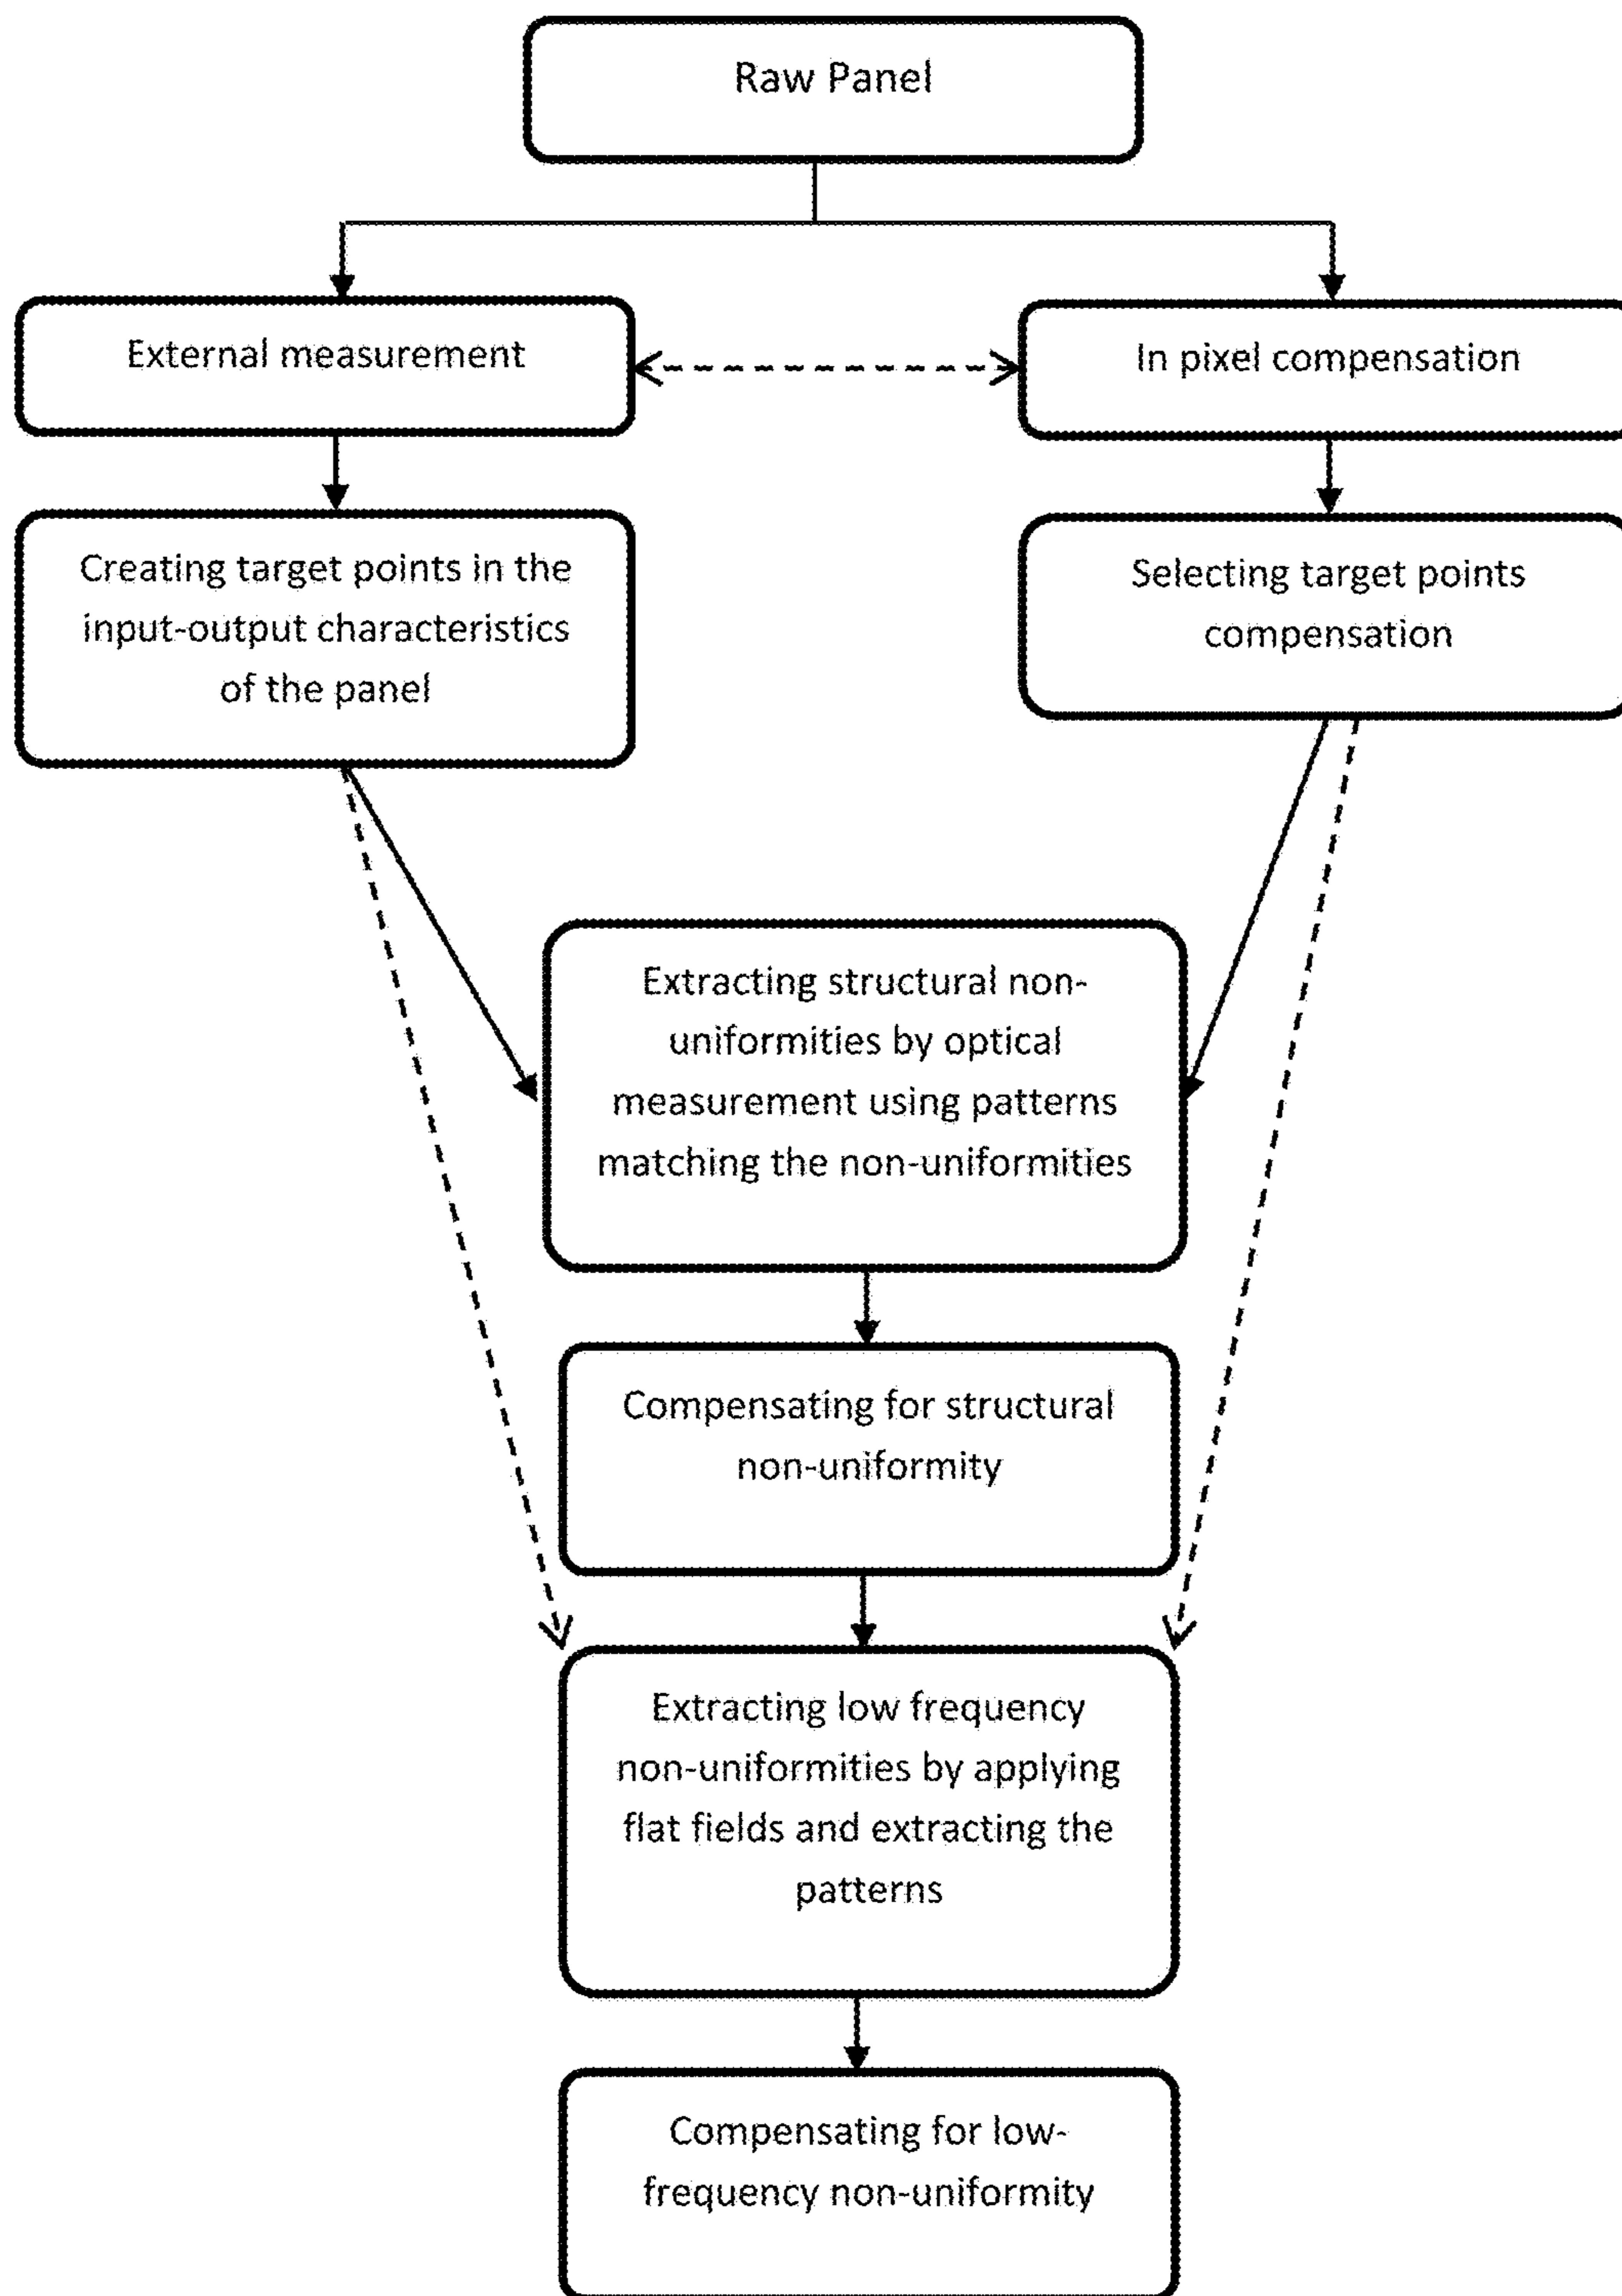 Raw Panel
External measurement
In pixel compensation
Creating target points in the
input-output characteristics
of the panel
Selecting target points
compensation
Extracting structural non-
uniformities by optical
measurement using patterns
matching the non-uniformities
Compensating for structural
non-uniformity
Extracting low frequency
non-uniformities by applying
flat fields and extracting the
patterns
Compensating for low-
frequency non-uniformity